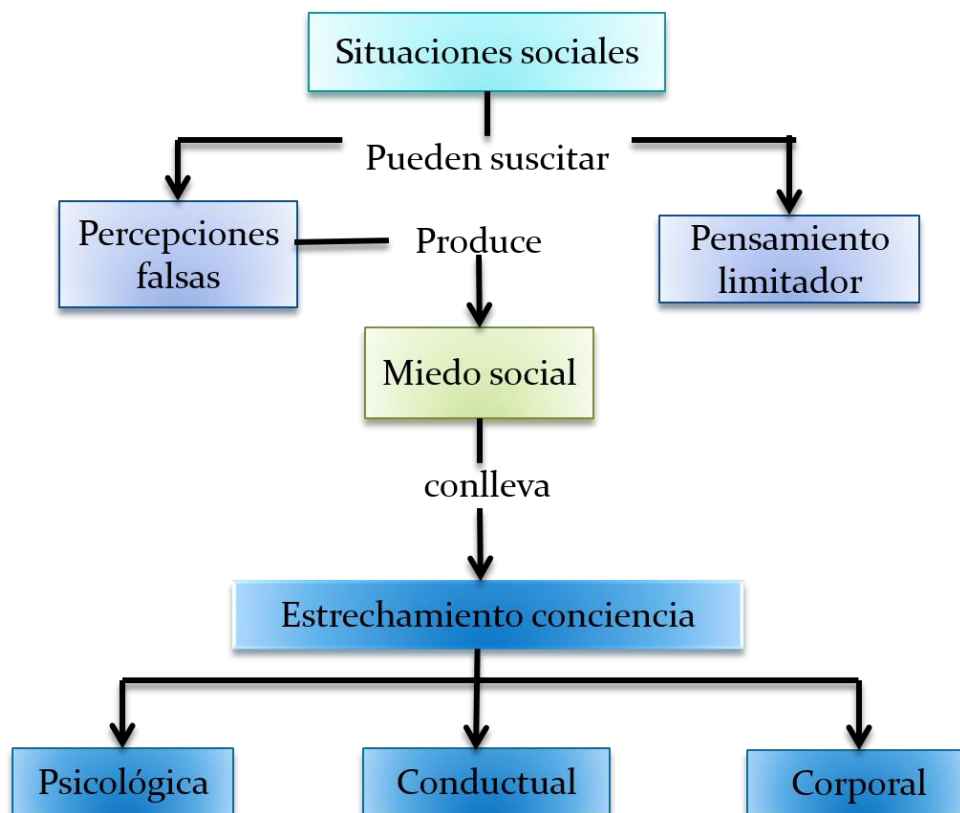 Situaciones sociales
Pueden suscitar
Percepciones
falsas
Produce
Pensamiento
limitador
Miedo social
conlleva
Estrechamiento conciencia
Psicológica
Conductual
Corporal